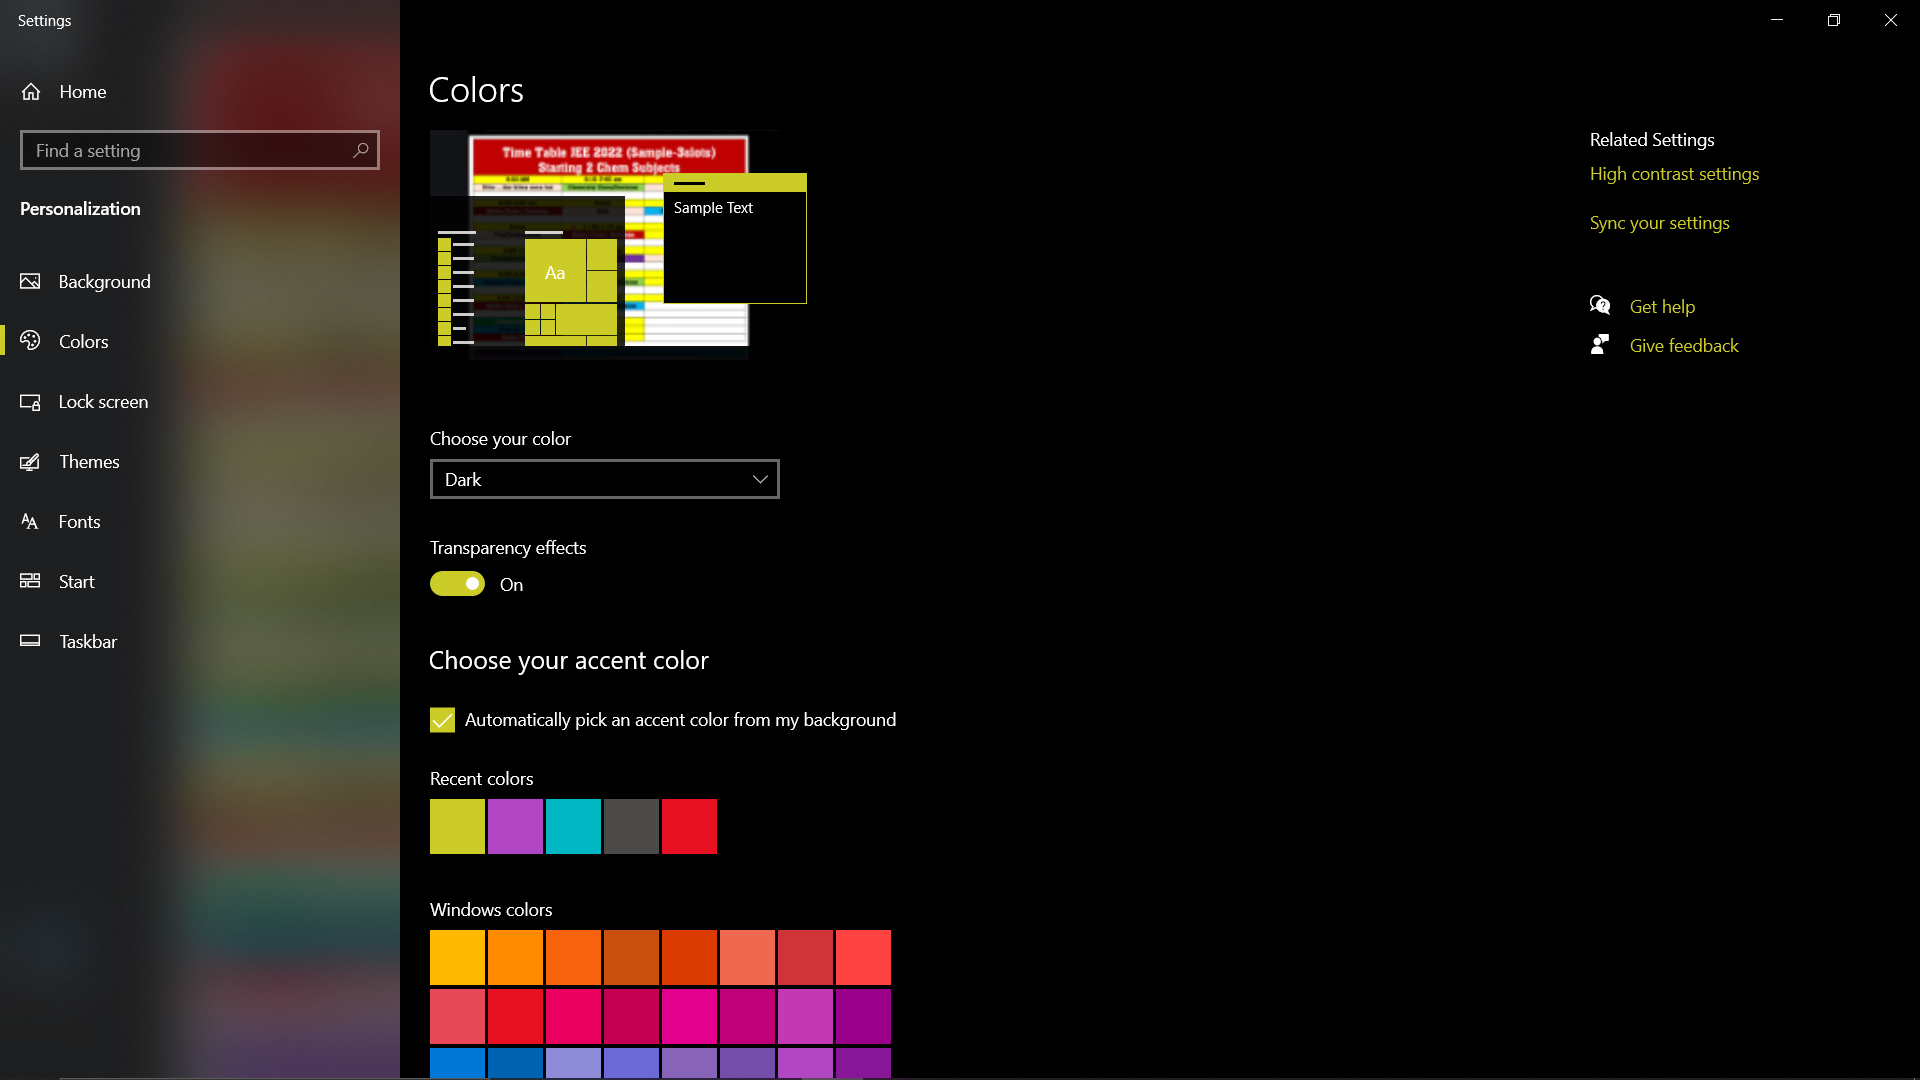 Settings
Home
Find a setting
Personalization
Background
Colors
Lock screen
Themes
Fonts
Start
Taskbar
Colors
Time Table JEE 2022 (Sample-3slots)
Starting 2 Chem Subjects
Sample Text
Aa
Choose your color
Dark
Transparency effects
On
Choose your accent color
Automatically pick an accent color from my background
Recent colors
Windows colors
Related Settings
High contrast settings
Sync your settings
Get help
Give feedback